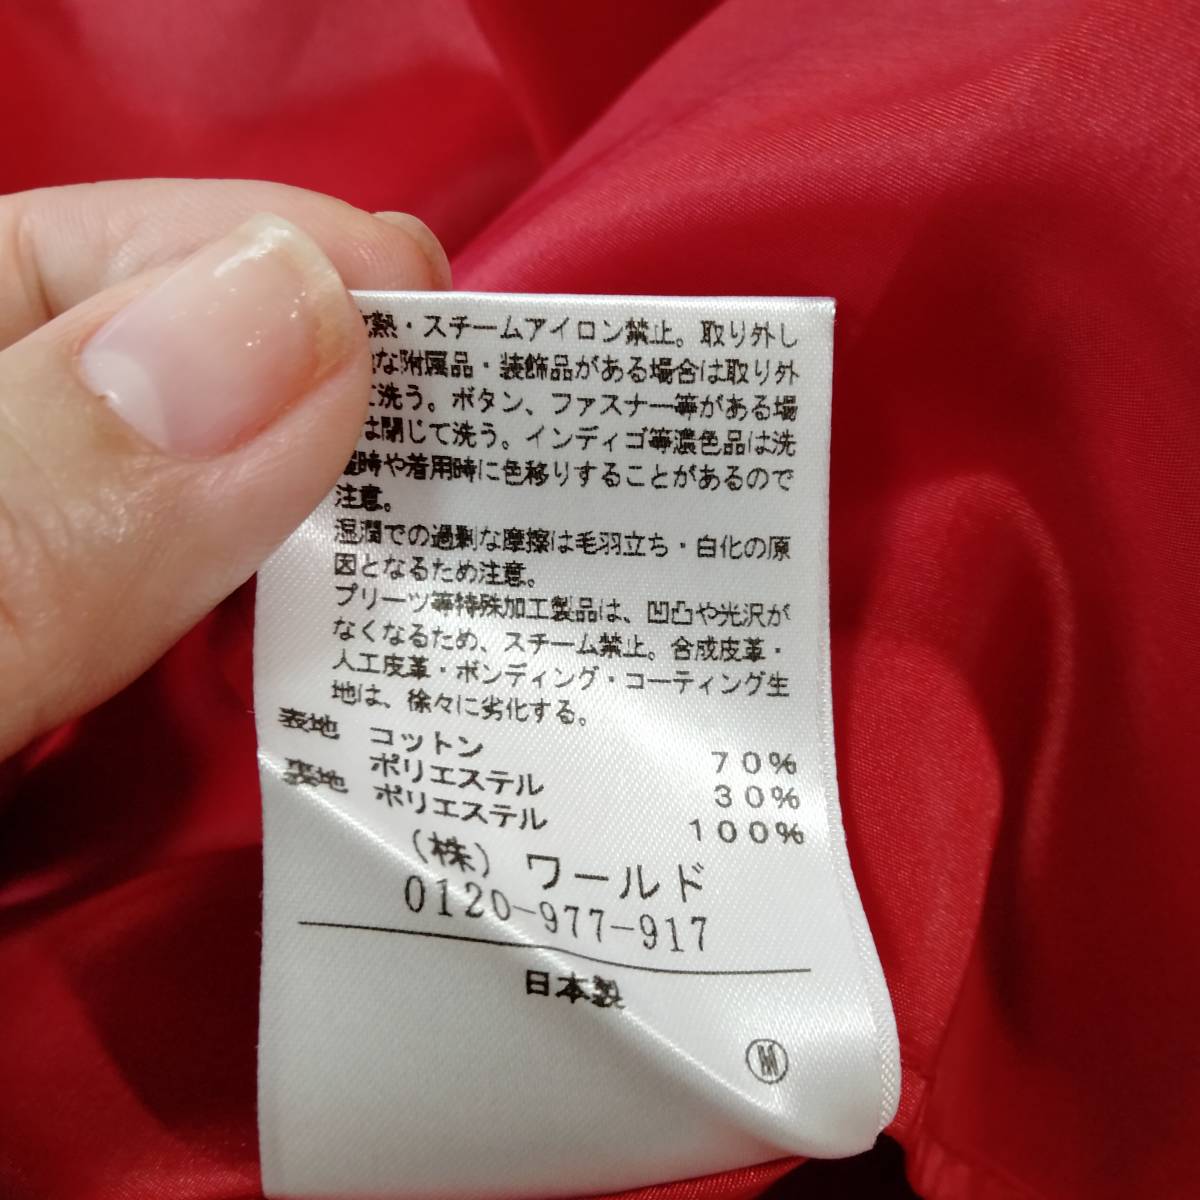 熱・スチームアイロン禁止。取り外し
な附属品・装飾品がある場合は取り外
て洗う。ボタン、ファスナー等がある場
は閉じて洗う。インディゴ等濃色品は洗
濯時や着用時に色移りすることがあるので
注意。
湿潤での過剰な摩擦は毛羽立ち・白化の原
因となるため注意。
プリーツ等特殊加工製品は、凹凸や光沢が
なくなるため、スチーム禁止。合成皮革・
人工皮革・ボンディング・コーティング生
地は、徐々に劣化する。
表地 コットン 70%
ポリエステル 30%
裏地 ポリエステル 100%
(株) ワールド
0120-977-917
日本製
M